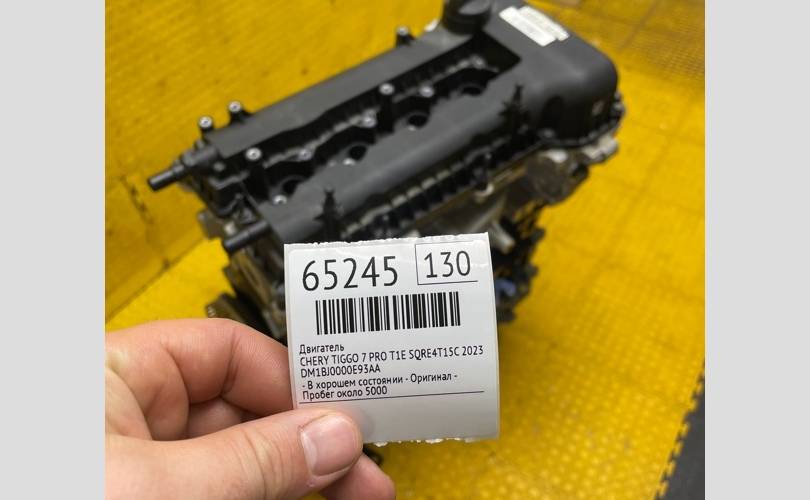 65245 130
Двигатель
CHERY TIGGO 7 PRO T1E SQRE4T15C 2023
DM1BJ0000E93AA
- В хорошем состоянии - Оригинал -
Пробег около 5000